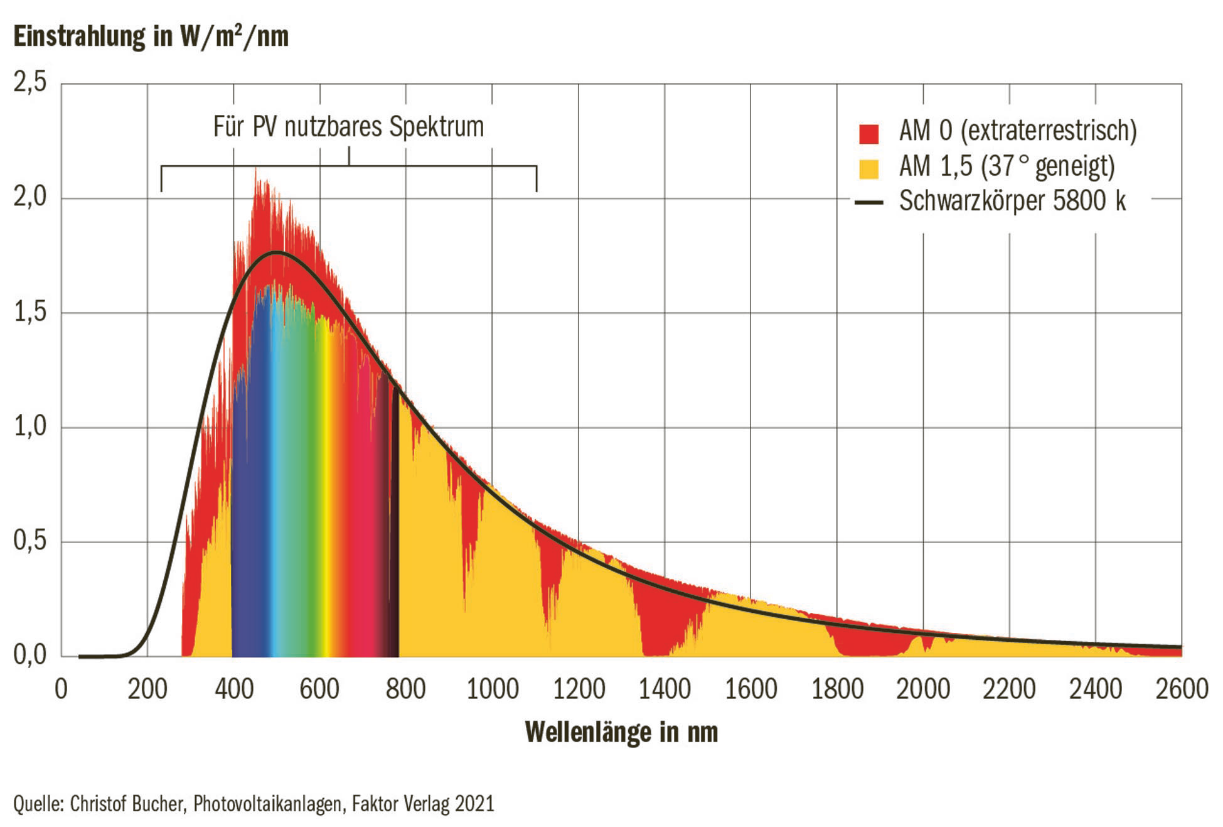 Einstrahlung in W/m²/nm
2,5
Für PV nutzbares Spektrum
AM 0 (extraterrestrisch)
AM 1,5 (37° geneigt)
2,0
Schwarzkörper 5800 k
1,5
1,0
0,5
0,0
0 200 400 600 800 1000 1200 1400 1600 1800 2000 2200 2400 2600
Wellenlänge in nm
Quelle: Christof Bucher, Photovoltaikanlagen, Faktor Verlag 2021